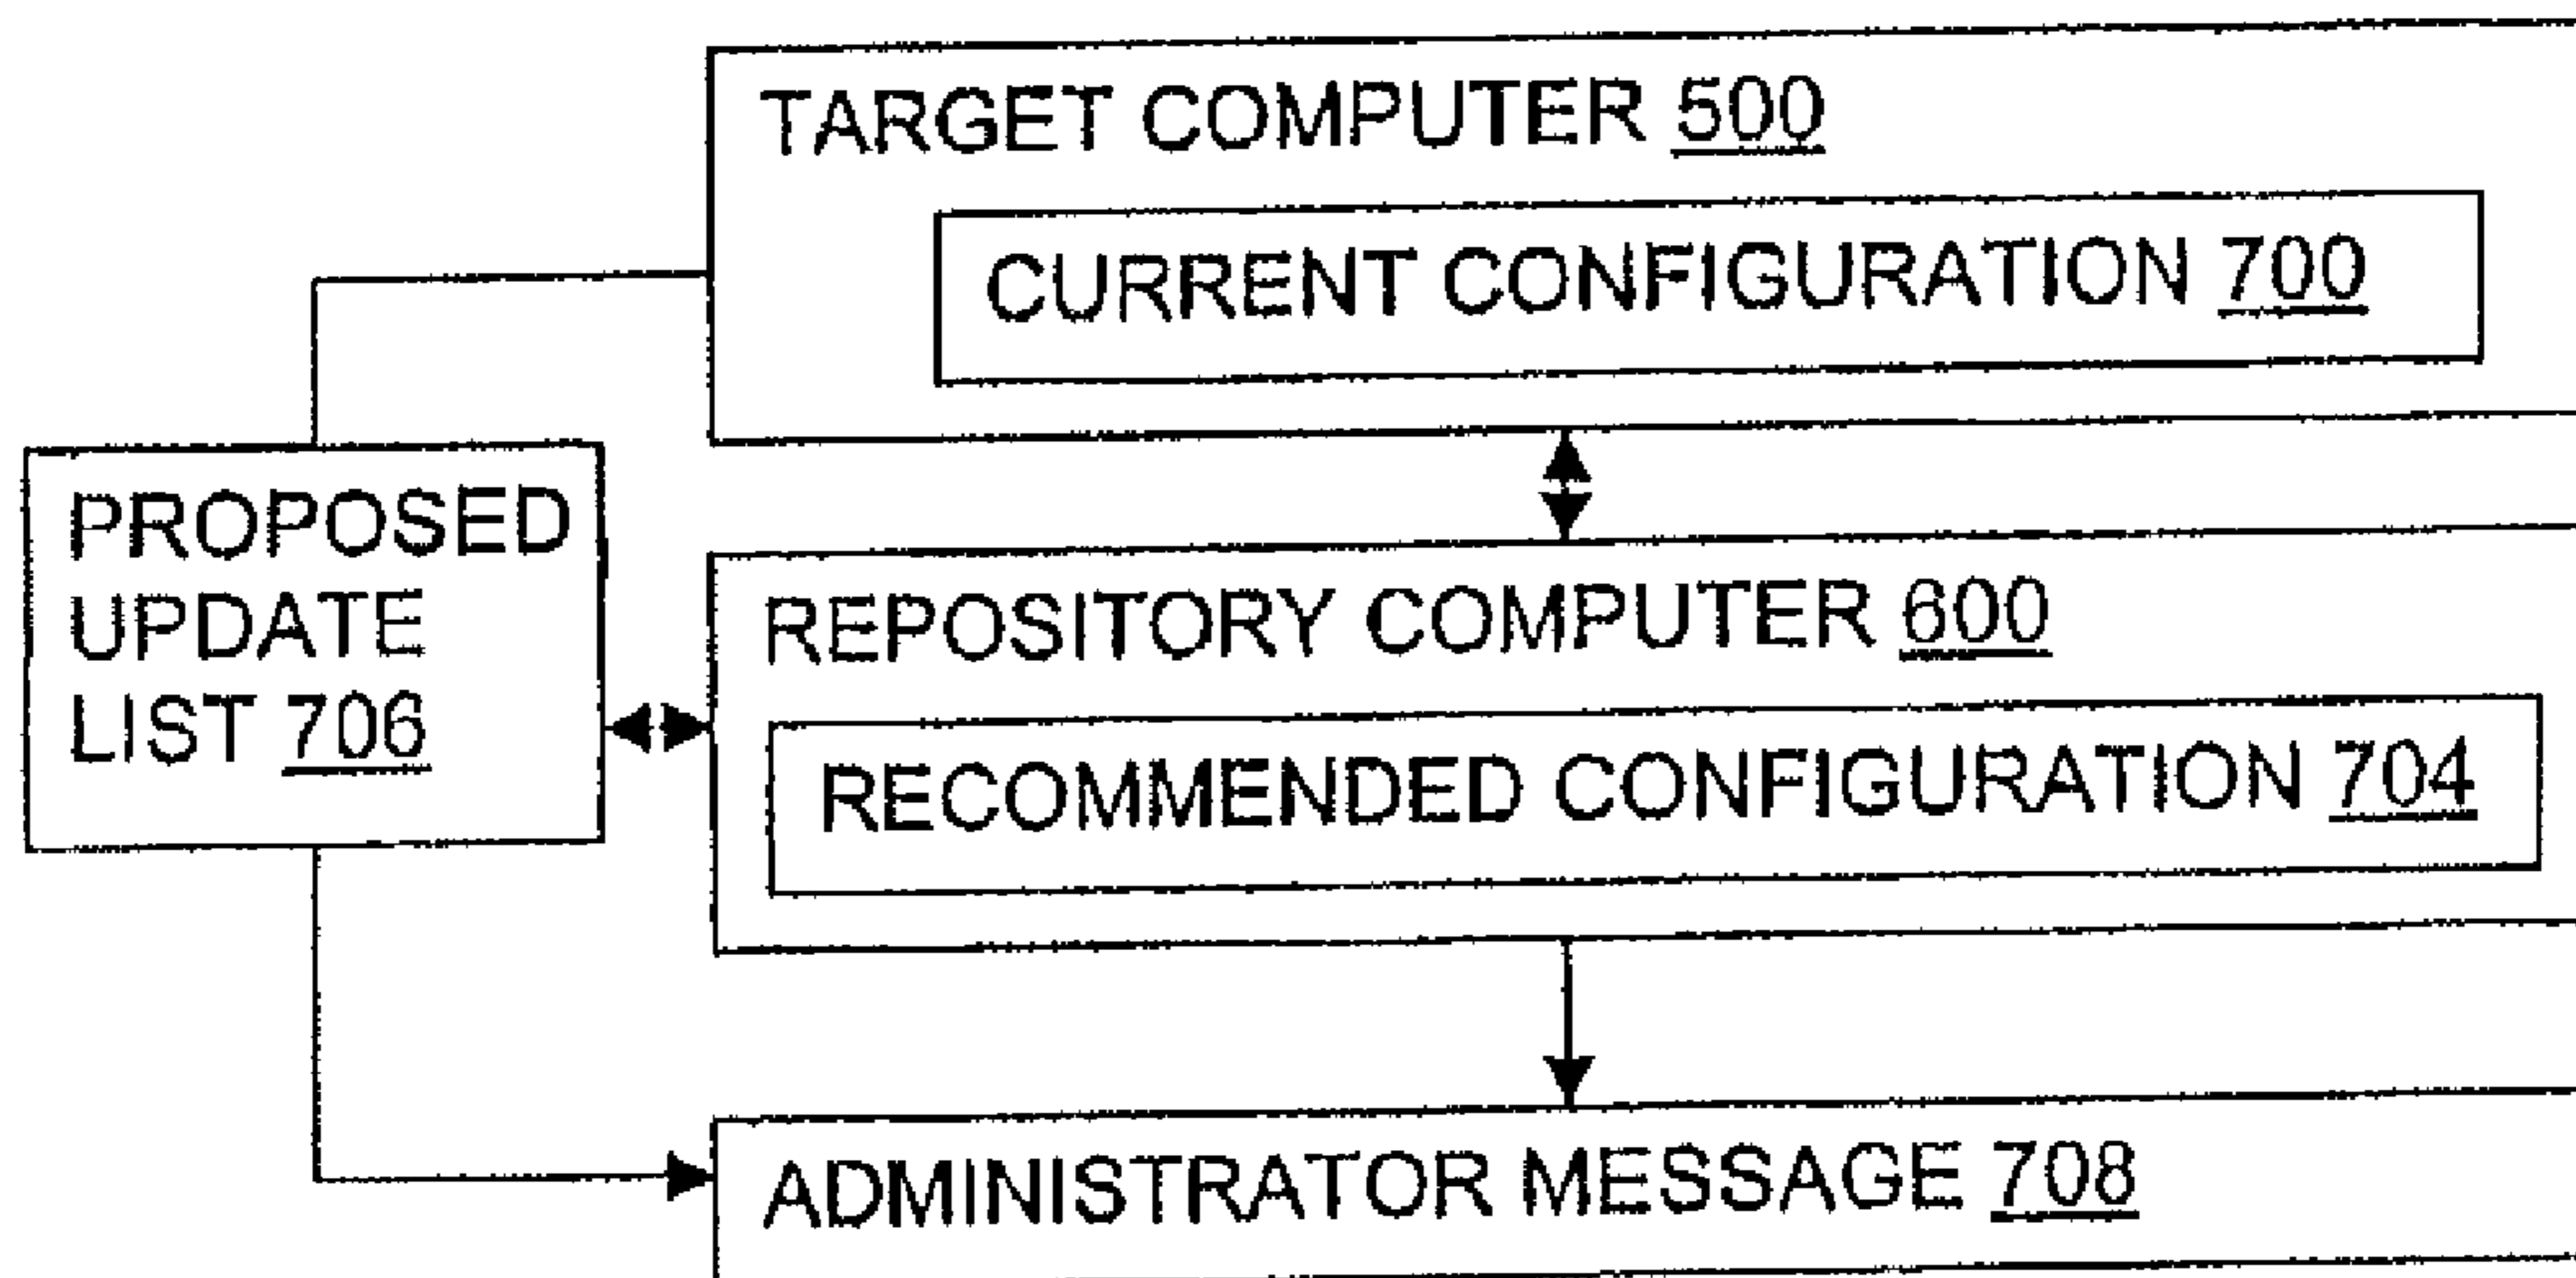 TARGET COMPUTER 500
CURRENT CONFIGURATION 700
PROPOSED
UPDATE
LIST 706
REPOSITORY COMPUTER 600
RECOMMENDED CONFIGURATION 704
ADMINISTRATOR MESSAGE 708